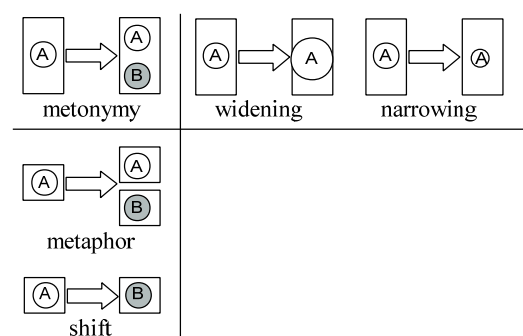 A A B A A A A
metonymy widening narrowing
A A B
metaphor
A B
shift